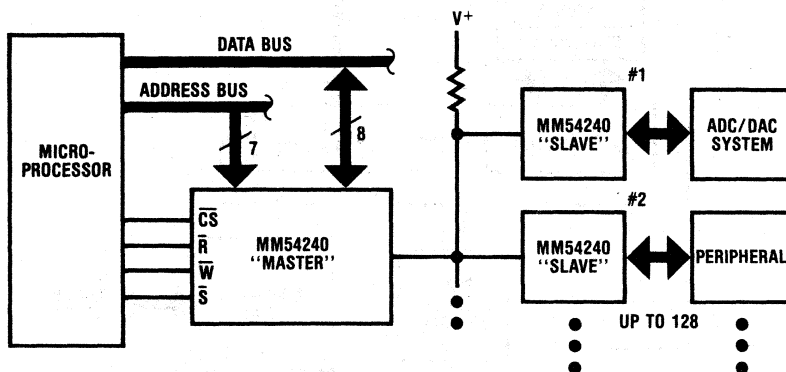 DATA BUS
ADDRESS BUS
MICRO-
PROCESSOR
7
8
CS
R
W
S
MM54240
"MASTER"
V+
#1
MM54240
"SLAVE"
ADC/DAC
SYSTEM
#2
MM54240
"SLAVE"
PERIPHERAL
UP TO 128